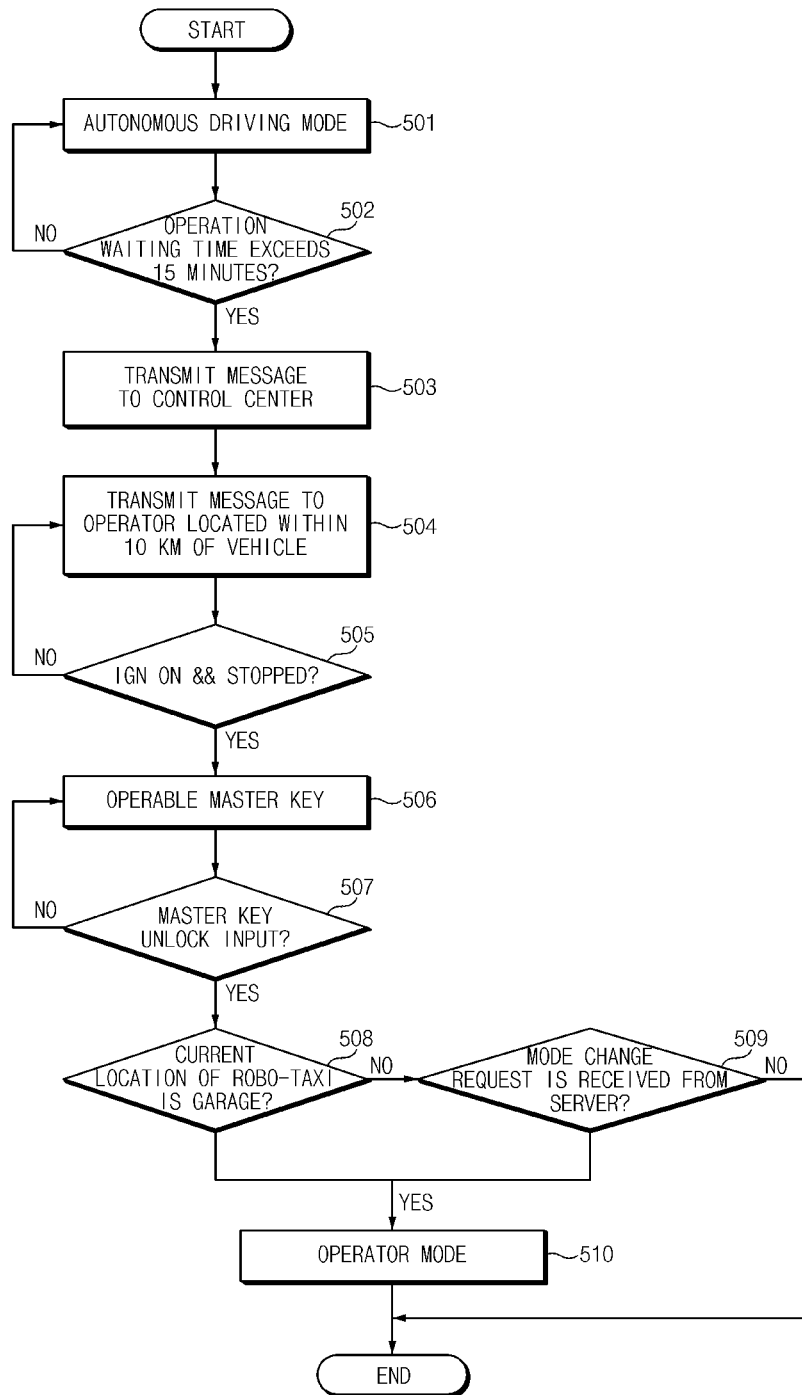 START
AUTONOMOUS DRIVING MODE
501
502
OPERATION
WAITING TIME EXCEEDS
15 MINUTES?
NO
YES
TRANSMIT MESSAGE
TO CONTROL CENTER
503
TRANSMIT MESSAGE TO
OPERATOR LOCATED WITHIN
10 KM OF VEHICLE
504
505
IGN ON && STOPPED?
NO
YES
OPERABLE MASTER KEY
506
507
MASTER KEY
UNLOCK INPUT?
NO
YES
508
CURRENT
LOCATION OF ROBO-TAXI
IS GARAGE?
NO
509
MODE CHANGE
REQUEST IS RECEIVED FROM
SERVER?
NO
YES
OPERATOR MODE
510
END